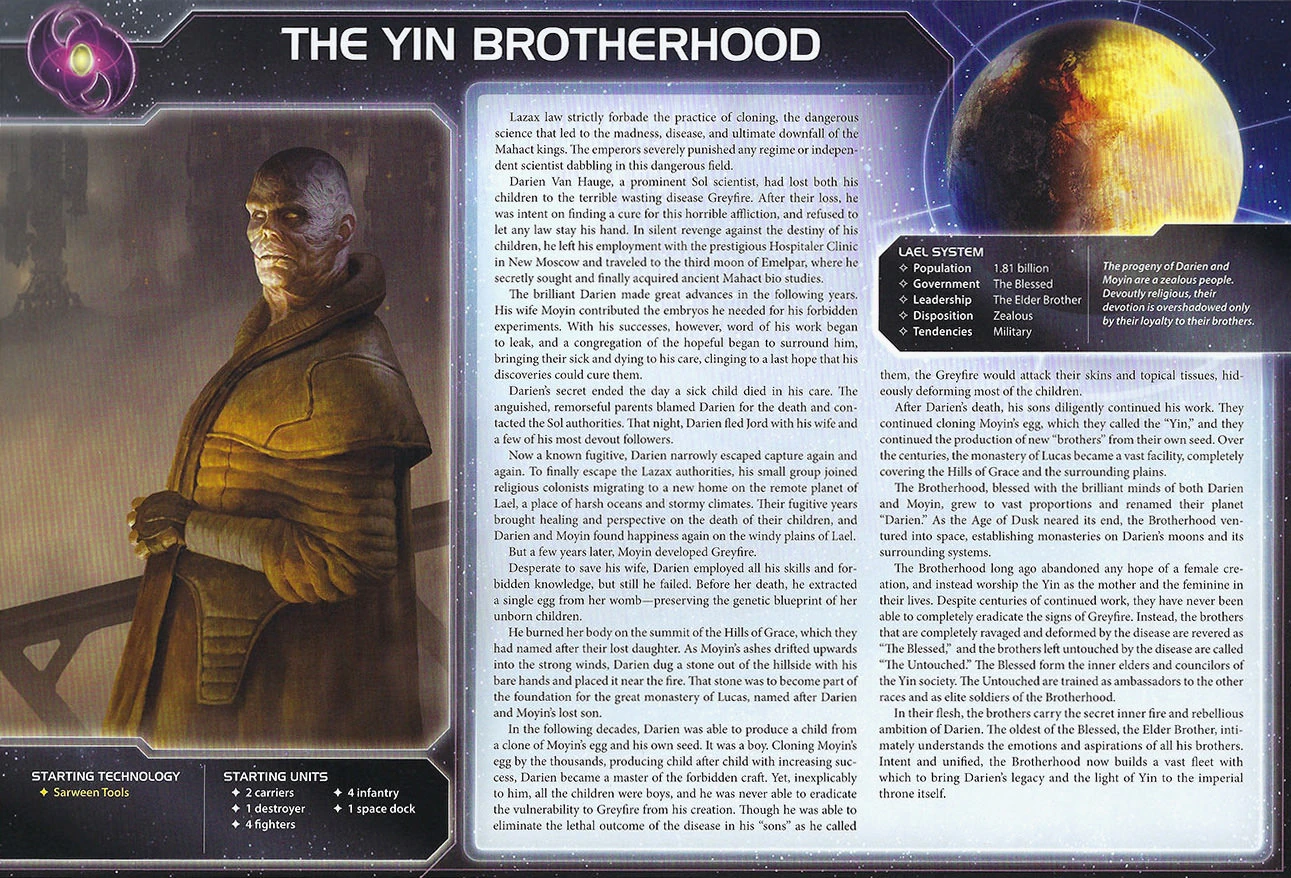 THE YIN BROTHERHOOD
Lazax law strictly forbade the practice of cloning, the dangerous
science that led to the madness, disease, and ultimate downfall of the
Mahact kings. The emperors severely punished any regime or indepen-
dent scientist dabbling in this dangerous field.
Darien Van Hauge, a prominent Sol scientist, had lost both his
children to the terrible wasting disease Greyfire. After their loss, he
was intent on finding a cure for this horrible affliction, and refused to
let any law stay his hand. In silent revenge against the destiny of his
children, he left his employment with the prestigious Hospitaler Clinic
in New Moscow and traveled to the third moon of Emelpar, where he
secretly sought and finally acquired ancient Mahact bio studies.
The brilliant Darien made great advances in the following years.
His wife Moyin contributed the embryos he needed for his forbidden
experiments. With his successes, however, word of his work began
to leak, and a congregation of the hopeful began to surround him,
bringing their sick and dying to his care, clinging to a last hope that his
discoveries could cure them.
Darien's secret ended the day a sick child died in his care. The
anguished, remorseful parents blamed Darien for the death and con-
tacted the Sol authorities. That night, Darien fled Jord with his wife and
a few of his most devout followers.
Now a known fugitive, Darien narrowly escaped capture again and
again. To finally escape the Lazax authorities, his small group joined
religious colonists migrating to a new home on the remote planet of
Lael, a place of harsh oceans and stormy climates. Their fugitive years
brought healing and perspective on the death of their children, and
Darien and Moyin found happiness again on the windy plains of Lael.
But a few years later, Moyin developed Greyfire.
Desperate to save his wife, Darien employed all his skills and for-
bidden knowledge, but still he failed. Before her death, he extracted
a single egg from her womb—preserving the genetic blueprint of her
unborn children.
He burned her body on the summit of the Hills of Grace, which they
had named after their lost daughter. As Moyin's ashes drifted upwards
into the strong winds, Darien dug a stone out of the hillside with his
bare hands and placed it near the fire. That stone was to become part of
the foundation for the great monastery of Lucas, named after Darien
and Moyin's lost son.
In the following decades, Darien was able to produce a child from
a clone of Moyin's egg and his own seed. It was a boy. Cloning Moyin's
egg by the thousands, producing child after child with increasing suc-
cess, Darien became a master of the forbidden craft. Yet, inexplicably
to him, all the children were boys, and he was never able to eradicate
the vulnerability to Greyfire from his creation. Though he was able to
eliminate the lethal outcome of the disease in his "sons" as he called
LAEL SYSTEM
Population 1.81 billion
Government The Blessed
Leadership The Elder Brother
Disposition Zealous
Tendencies Military
The progeny of Darien and
Moyin are a zealous people.
Devoutly religious, their
devotion is overshadowed only
by their loyalty to their brothers.
them, the Greyfire would attack their skins and topical tissues, hid-
eously deforming most of the children.
After Darien's death, his sons diligently continued his work. They
continued cloning Moyin's egg, which they called the "Yin," and they
continued the production of new "brothers" from their own seed. Over
the centuries, the monastery of Lucas became a vast facility, completely
covering the Hills of Grace and the surrounding plains.
The Brotherhood, blessed with the brilliant minds of both Darien
and Moyin, grew to vast proportions and renamed their planet
"Darien." As the Age of Dusk neared its end, the Brotherhood ven-
tured into space, establishing monasteries on Darien's moons and its
surrounding systems.
The Brotherhood long ago abandoned any hope of a female cre-
ation, and instead worship the Yin as the mother and the feminine in
their lives. Despite centuries of continued work, they have never been
able to completely eradicate the signs of Greyfire. Instead, the brothers
that are completely ravaged and deformed by the disease are revered as
"The Blessed," and the brothers left untouched by the disease are called
"The Untouched." The Blessed form the inner elders and councilors of
the Yin society. The Untouched are trained as ambassadors to the other
races and as elite soldiers of the Brotherhood.
In their flesh, the brothers carry the secret inner fire and rebellious
ambition of Darien. The oldest of the Blessed, the Elder Brother, inti-
mately understands the emotions and aspirations of all his brothers.
Intent and unified, the Brotherhood now builds a vast fleet with
which to bring Darien's legacy and the light of Yin to the imperial
throne itself.
STARTING TECHNOLOGY
Sarween Tools
STARTING UNITS
2 carriers
1 destroyer
4 fighters
4 infantry
1 space dock